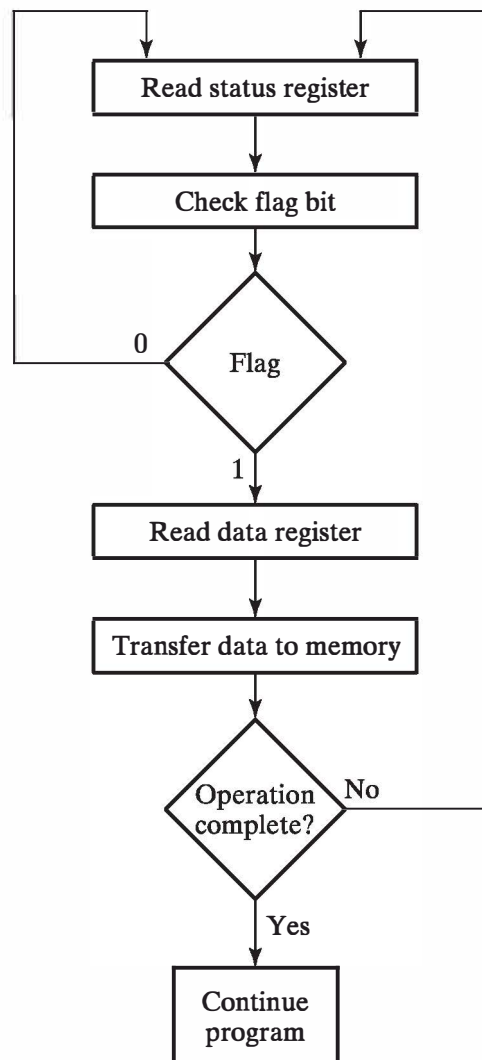 Read status register
Check flag bit
Flag
0
1
Read data register
Transfer data to memory
Operation
complete?
No
Yes
Continue
program